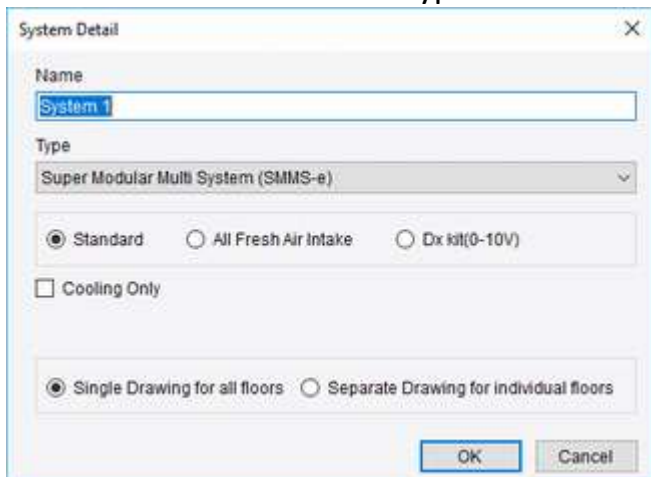 System Detail
Name
System 1
Type
Super Modular Multi System (SMMS-e)
Standard All Fresh Air Intake Dx kit(0-10V)
Cooling Only
Single Drawing for all floors Separate Drawing for individual floors
OK Cancel